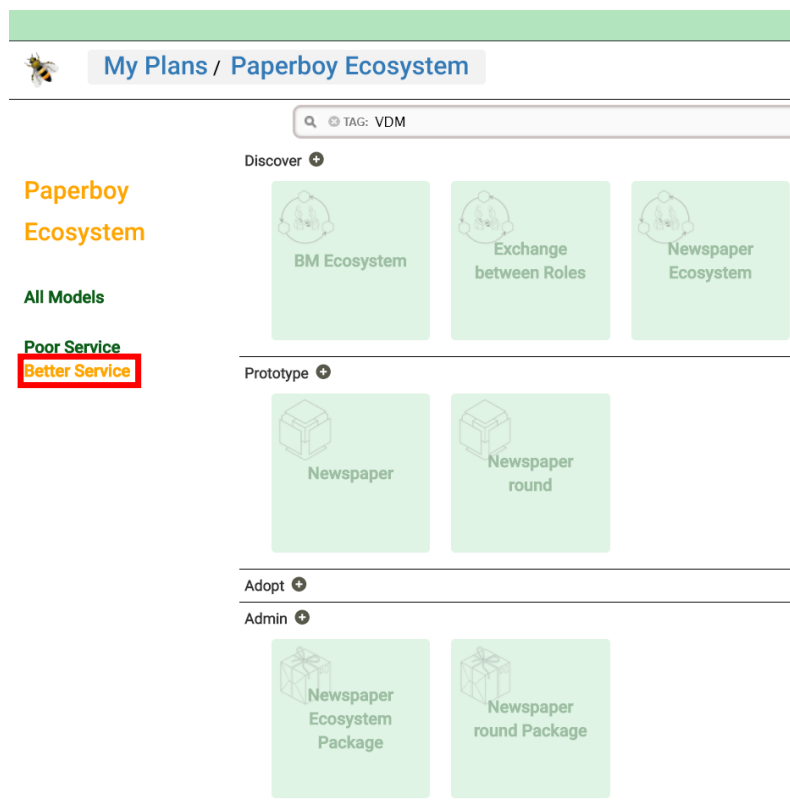 My Plans / Paperboy Ecosystem
TAG: VDM
Paperboy
Ecosystem
All Models
Poor Service
Better Service
Discover
BM Ecosystem
Exchange
between Roles
Newspaper
Ecosystem
Prototype
Newspaper
Newspaper
round
Adopt
Admin
Newspaper
Ecosystem
Package
Newspaper
round Package